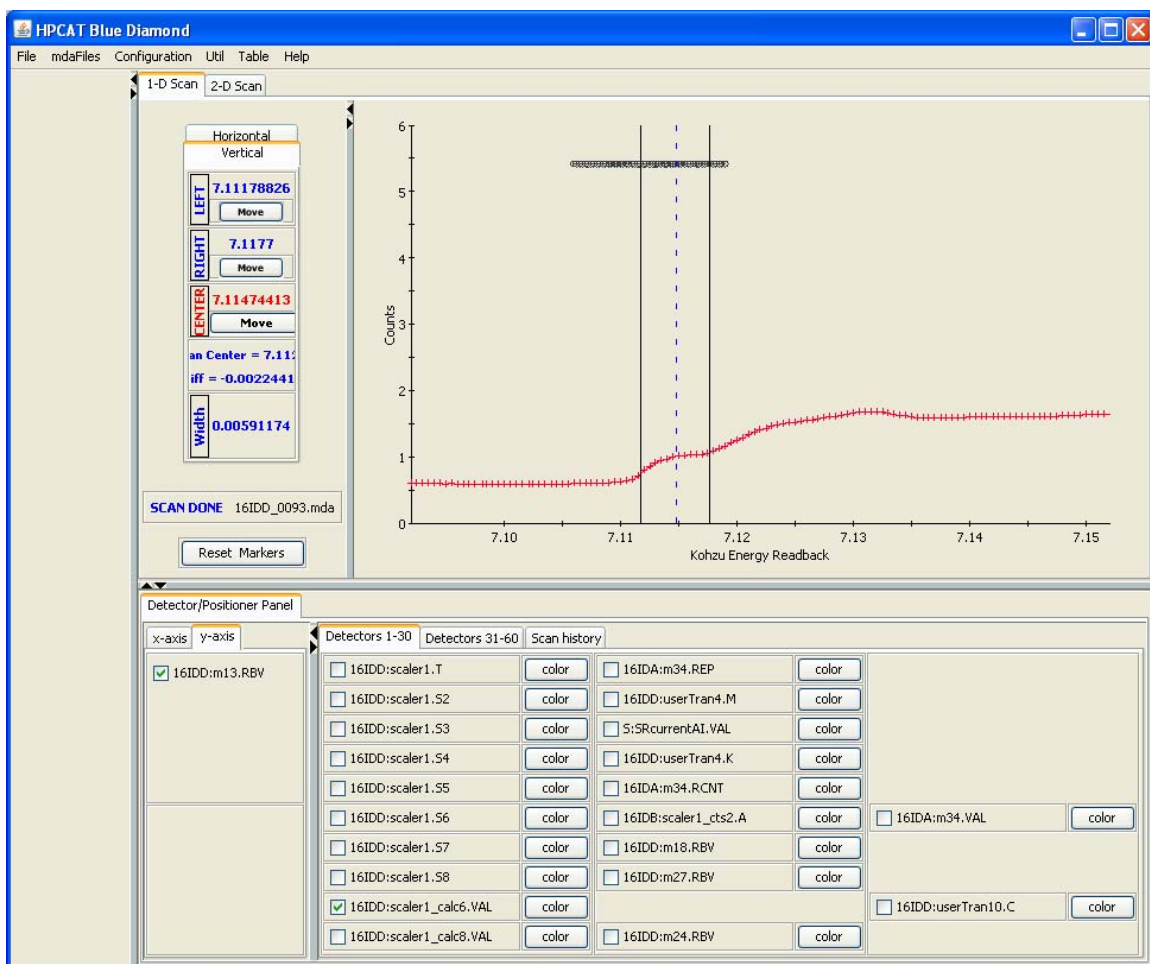 HPCAT Blue Diamond
File mdaFiles Configuration Util Table Help
1-D Scan 2-D Scan
Horizontal
Vertical
LEFT
7.11178826
Move
RIGHT
7.1177
Move
CENTER
7.11474413
Move
an Center = 7.11
iff = -0.0022441
Width
0.00591174
SCAN DONE 16IDD_0093.mda
Reset Markers
Counts
6
5
4
3
2
1
0
7.10 7.11 7.12 7.13 7.14 7.15
Kohzu Energy Readback
Detector/Positioner Panel
x-axis y-axis
16IDD:m13.RBV
Detectors 1-30 Detectors 31-60 Scan history
16IDD:scaler1.T color 16IDA:m34.REP color
16IDD:scaler1.S2 color 16IDD:userTran4.M color
16IDD:scaler1.S3 color S:SRcurrentAI.VAL color
16IDD:scaler1.S4 color 16IDD:userTran4.K color
16IDD:scaler1.S5 color 16IDA:m34.RCNT color
16IDD:scaler1.S6 color 16IDB:scaler1_cts2.A color 16IDA:m34.VAL color
16IDD:scaler1.S7 color 16IDD:m18.RBV color
16IDD:scaler1.S8 color 16IDD:m27.RBV color
16IDD:scaler1_calc6.VAL color 16IDD:userTran10.C color
16IDD:scaler1_calc8.VAL color 16IDD:m24.RBV color